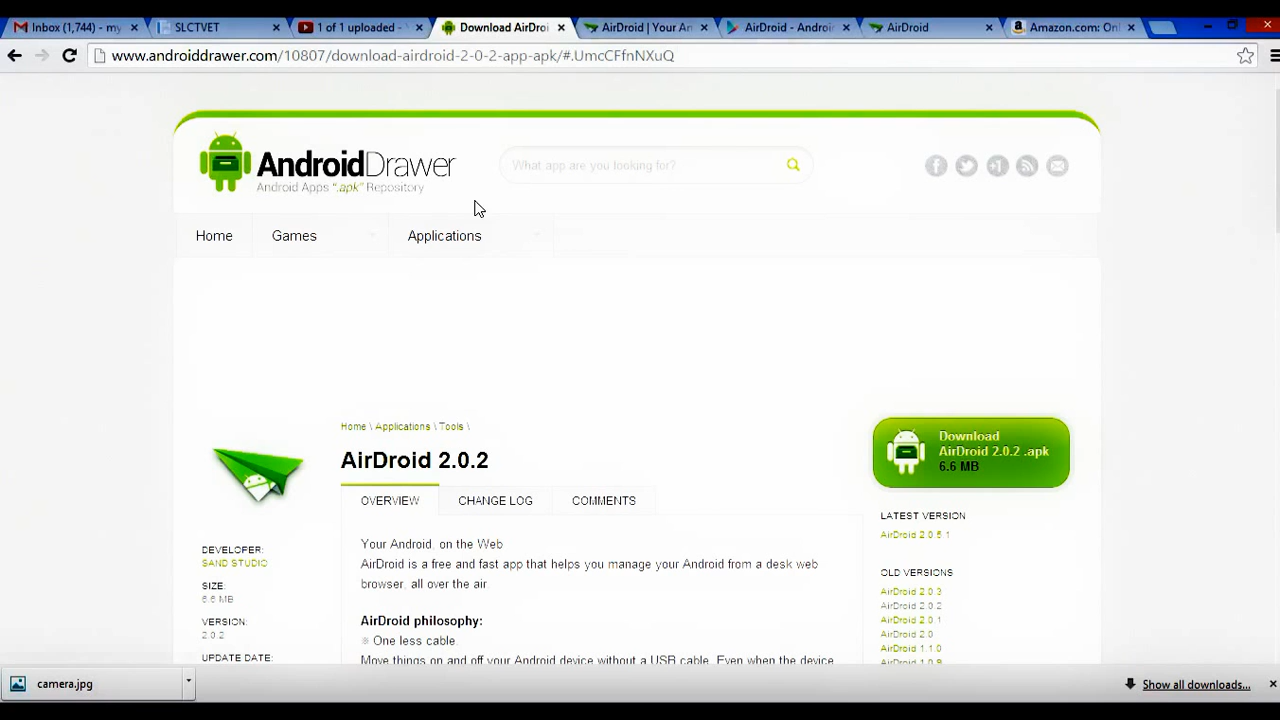 Inbox (1,744) - my
SLCTVET
1 of 1 uploaded -
Download AirDroi
AirDroid | Your An
AirDroid - Androi
AirDroid
Amazon.com: Onl
www.androiddrawer.com/10807/download-airdroid-2-0-2-app-apk/#.UmcCFfnNXuQ
AndroidDrawer
Android Apps ".apk" Repository
What app are you looking for?
Home
Games
Applications
Home \ Applications \ Tools \
AirDroid 2.0.2
OVERVIEW
CHANGE LOG
COMMENTS
Your Android, on the Web
AirDroid is a free and fast app that helps you manage your Android from a desk web
browser, all over the air.
AirDroid philosophy:
※ One less cable.
Move things on and off your Android device without a USB cable. Even when the device
DEVELOPER:
SAND STUDIO
SIZE:
6.6 MB
VERSION:
2.0.2
UPDATE DATE:
Download
AirDroid 2.0.2 .apk
6.6 MB
LATEST VERSION
AirDroid 2.0.5.1
OLD VERSIONS
AirDroid 2.0.3
AirDroid 2.0.2
AirDroid 2.0.1
AirDroid 2.0
AirDroid 1.1.0
AirDroid 1.0.9
camera.jpg
Show all downloads...